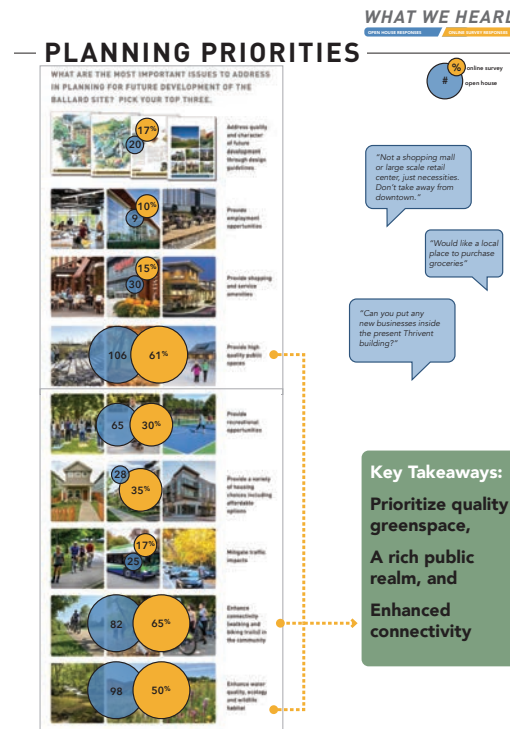 WHAT WE HEARD
OPEN HOUSE RESPONSES
ONLINE SURVEY RESPONSES
PLANNING PRIORITIES
%
online survey
#
open house
WHAT ARE THE MOST IMPORTANT ISSUES TO ADDRESS
IN PLANNING FOR FUTURE DEVELOPMENT OF THE
BALLARD SITE? PICK YOUR TOP THREE.
17%
20
Address quality
and character
of future
development
through design
guidelines
10%
9
Provide
employment
opportunities
15%
30
Provide shopping
and service
amenities
106
61%
Provide high
quality public
spaces
65
30%
Provide
recreational
opportunities
28
35%
Provide a variety
of housing
choices including
affordable
options
17%
25
Mitigate traffic
impacts
82
65%
Enhance
connectivity
(walking and
biking trails) in
the community
98
50%
Enhance water
quality, ecology
and wildlife
habitat
"Not a shopping mall
or large scale retail
center, just necessities.
Don't take away from
downtown."
"Would like a local
place to purchase
groceries"
"Can you put any
new businesses inside
the present Thrivent
building?"
Key Takeaways:
Prioritize quality
greenspace,
A rich public
realm, and
Enhanced
connectivity